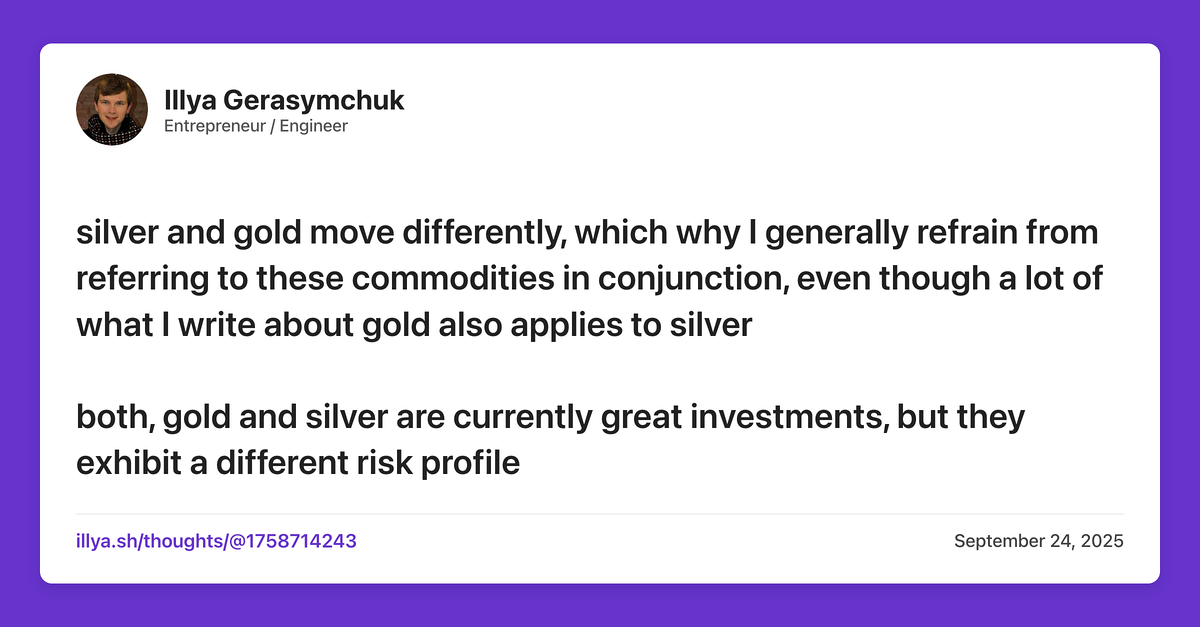 Illya Gerasymchuk
Entrepreneur / Engineer
silver and gold move differently, which why I generally refrain from
referring to these commodities in conjunction, even though a lot of
what I write about gold also applies to silver
both, gold and silver are currently great investments, but they
exhibit a different risk profile
illya.sh/thoughts/@1758714243
September 24, 2025